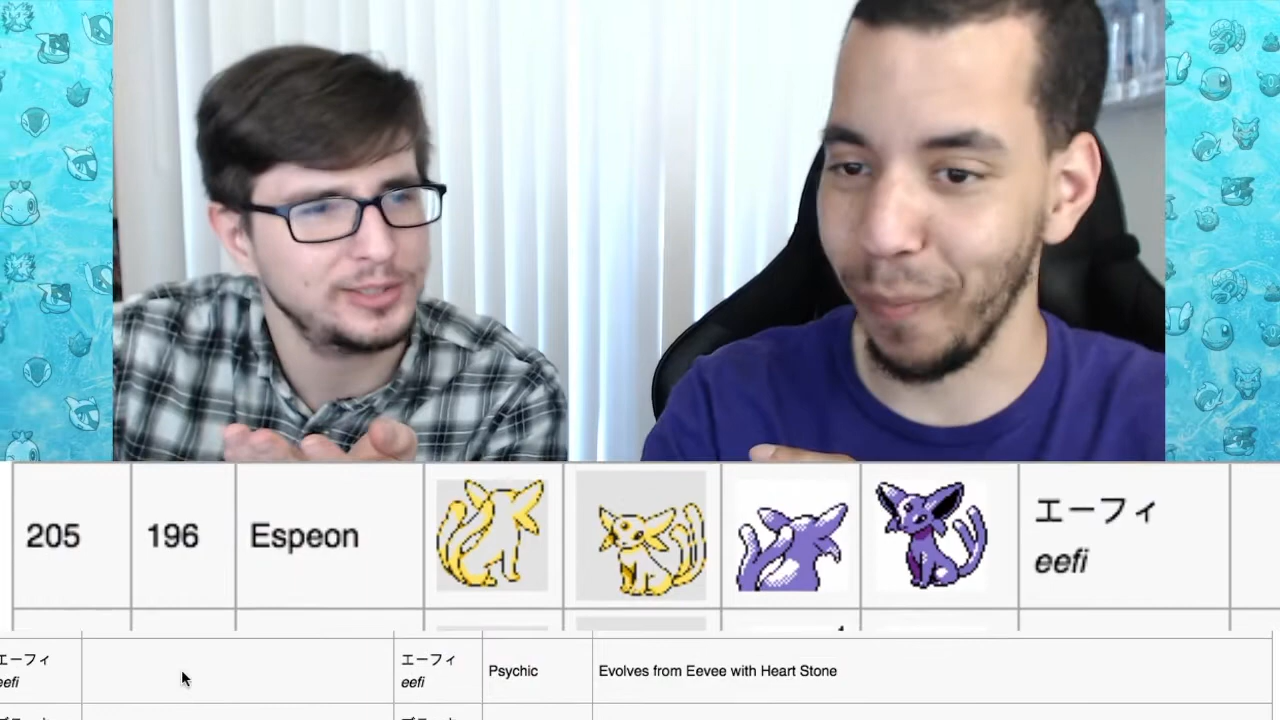 205 196 Espeon エーフィ
eefi
エーフィ エーフィ Psychic Evolves from Eevee with Heart Stone
eefi eefi